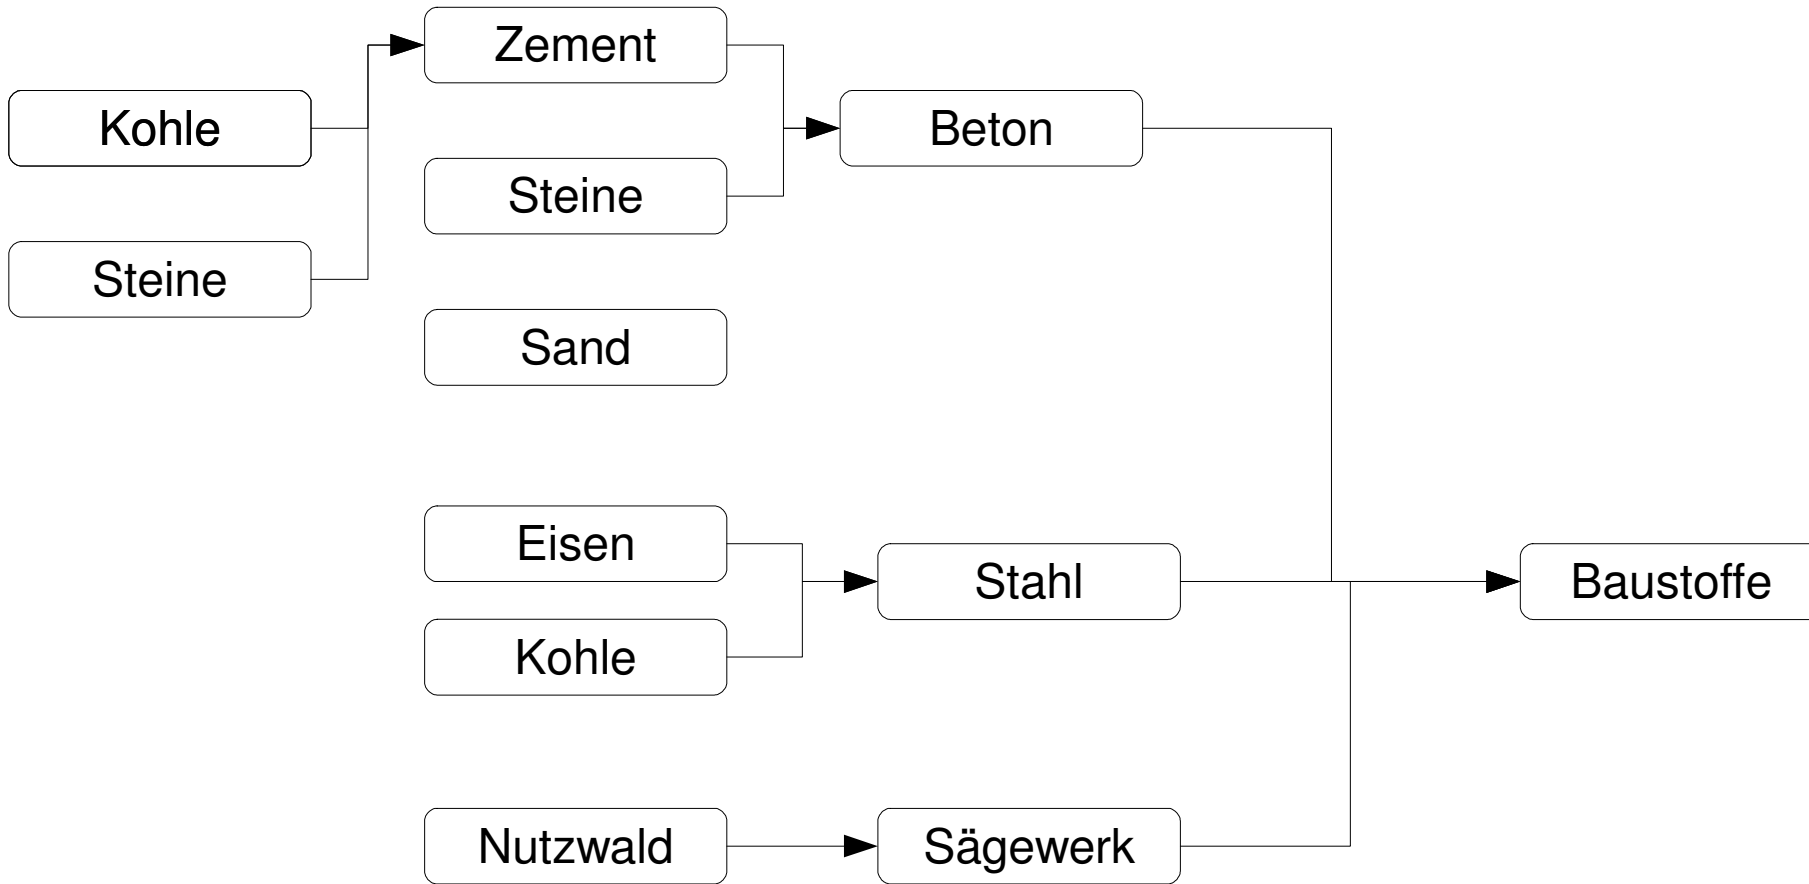 Zement
Kohle
Beton
Steine
Steine
Sand
Eisen
Stahl
Baustoffe
Kohle
Nutzwald
Sägewerk